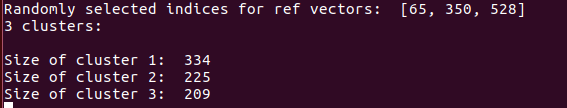 Randomly selected indices for ref vectors:  [65, 350, 528]
3 clusters:
Size of cluster 1:  334
Size of cluster 2:  225
Size of cluster 3:  209